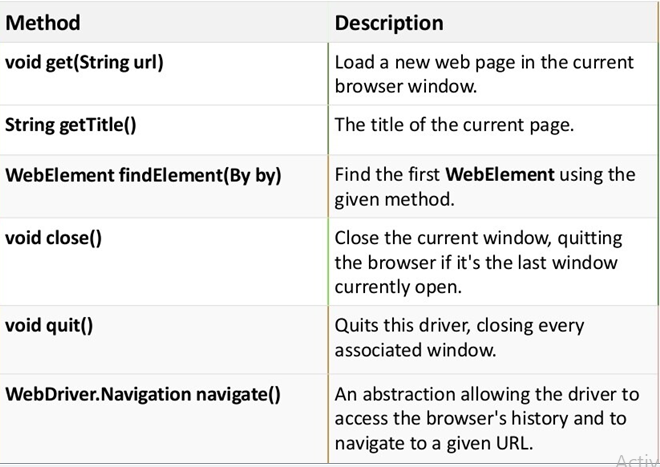 Method Description
void get(String url) Load a new web page in the current
browser window.
String getTitle() The title of the current page.
WebElement findElement(By by) Find the first WebElement using the
given method.
void close() Close the current window, quitting
the browser if it's the last window
currently open.
void quit() Quits this driver, closing every
associated window.
WebDriver.Navigation navigate() An abstraction allowing the driver to
access the browser's history and to
navigate to a given URL.